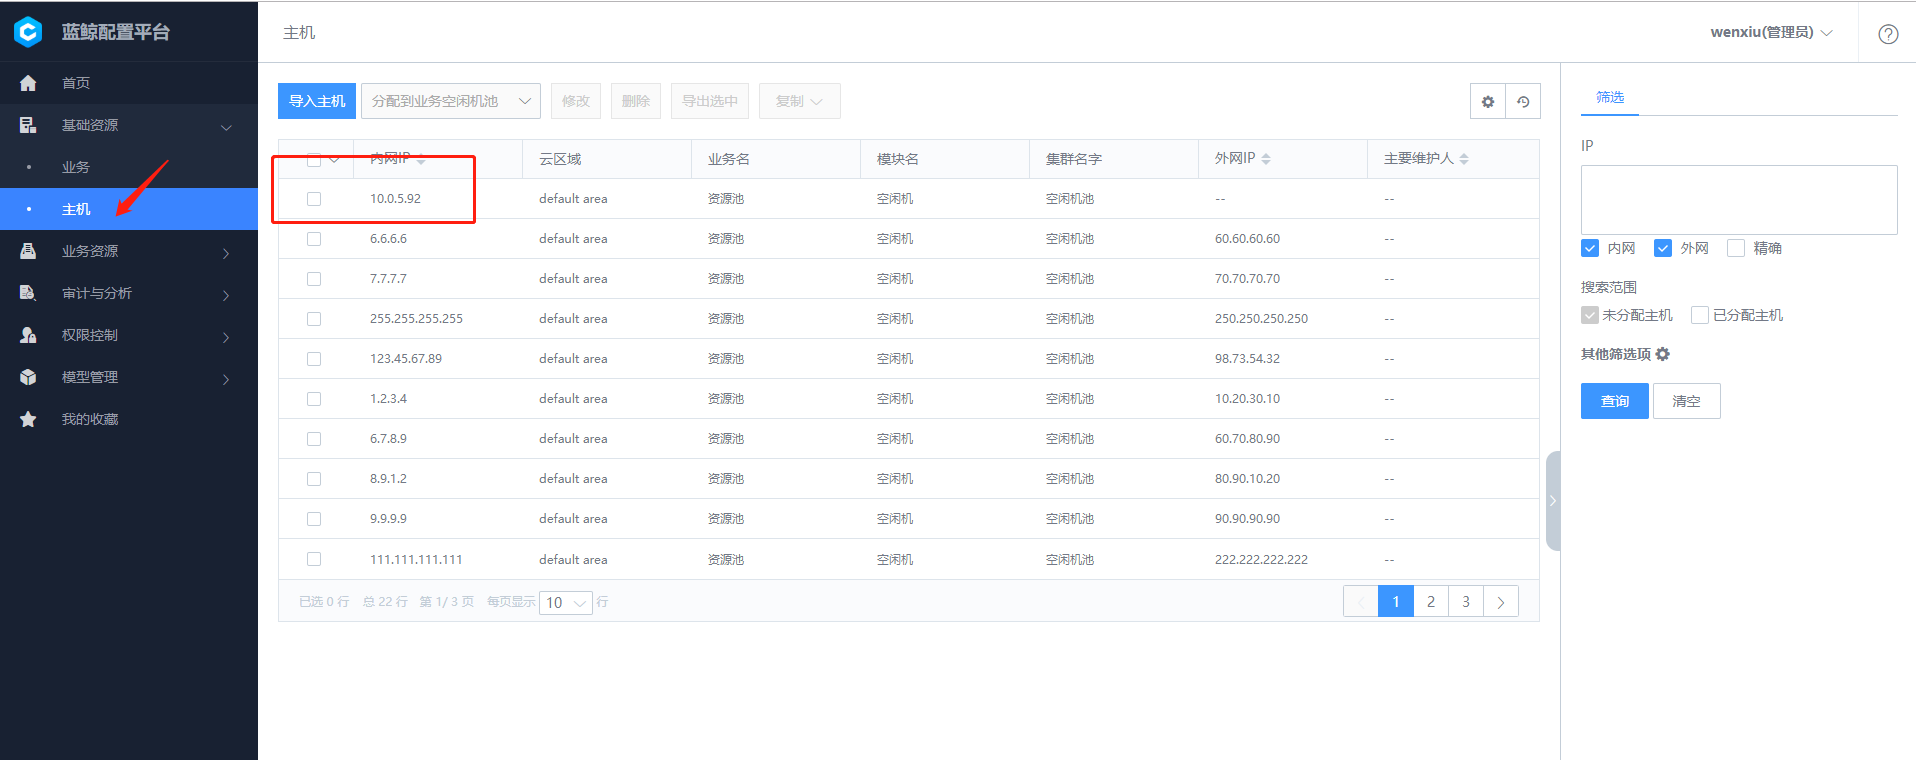 蓝鲸配置平台
主机
wenxiu(管理员)
首页
基础资源
业务
主机
业务资源
审计与分析
权限控制
模型管理
我的收藏
导入主机 分配到业务空闲机池 修改 删除 导出选中 复制
内网IP 云区域 业务名 模块名 集群名字 外网IP 主要维护人
10.0.5.92 default area 资源池 空闲机 空闲机池 -- --
6.6.6.6 default area 资源池 空闲机 空闲机池 60.60.60.60 --
7.7.7.7 default area 资源池 空闲机 空闲机池 70.70.70.70 --
255.255.255.255 default area 资源池 空闲机 空闲机池 250.250.250.250 --
123.45.67.89 default area 资源池 空闲机 空闲机池 98.73.54.32 --
1.2.3.4 default area 资源池 空闲机 空闲机池 10.20.30.10 --
6.7.8.9 default area 资源池 空闲机 空闲机池 60.70.80.90 --
8.9.1.2 default area 资源池 空闲机 空闲机池 80.90.10.20 --
9.9.9.9 default area 资源池 空闲机 空闲机池 90.90.90.90 --
111.111.111.111 default area 资源池 空闲机 空闲机池 222.222.222.222 --
已选 0 行 总 22 行 第 1/ 3 页 每页显示 10 行 1 2 3
筛选
IP
内网 外网 精确
搜索范围
未分配主机 已分配主机
其他筛选项
查询 清空